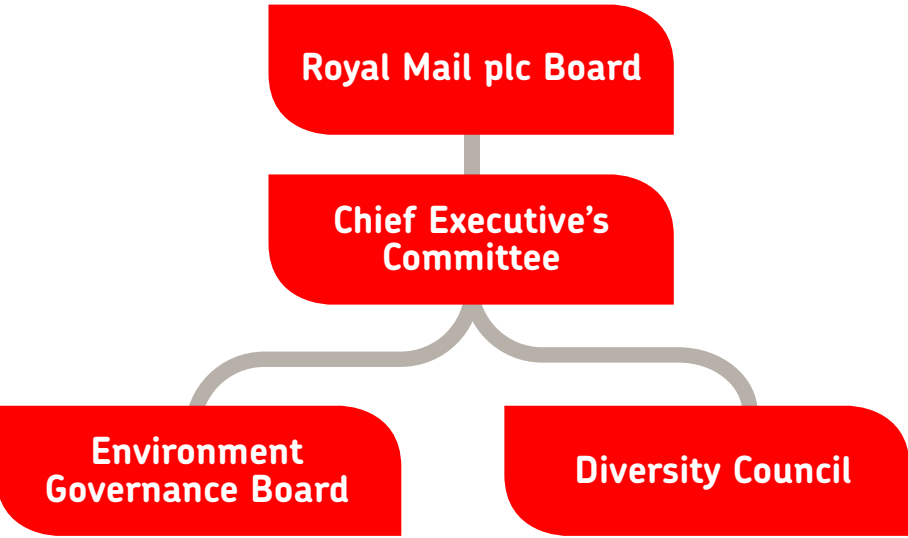 Royal Mail plc Board
Chief Executive’s
Committee
Environment
Governance Board
Diversity Council